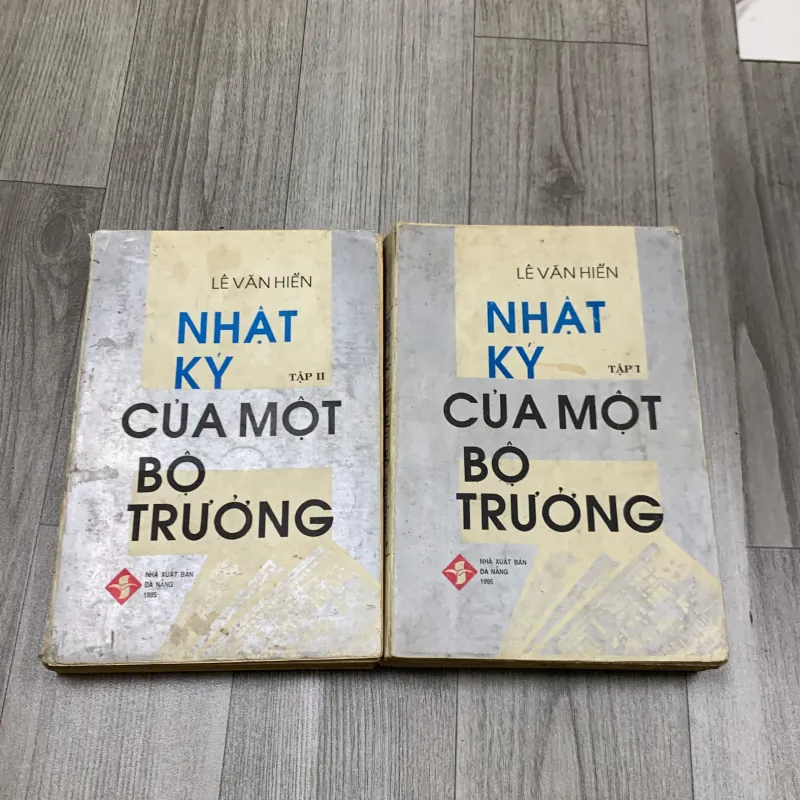 LÊ VĂN HIẾN
NHẬT
KÝ
TẬP II
CỦA MỘT
BỘ
TRƯỞNG
NHÀ XUẤT BẢN
ĐÀ NẴNG
1995
LÊ VĂN HIẾN
NHẬT
KÝ
TẬP I
CỦA MỘT
BỘ
TRƯỞNG
NHÀ XUẤT BẢN
ĐÀ NẴNG
1995